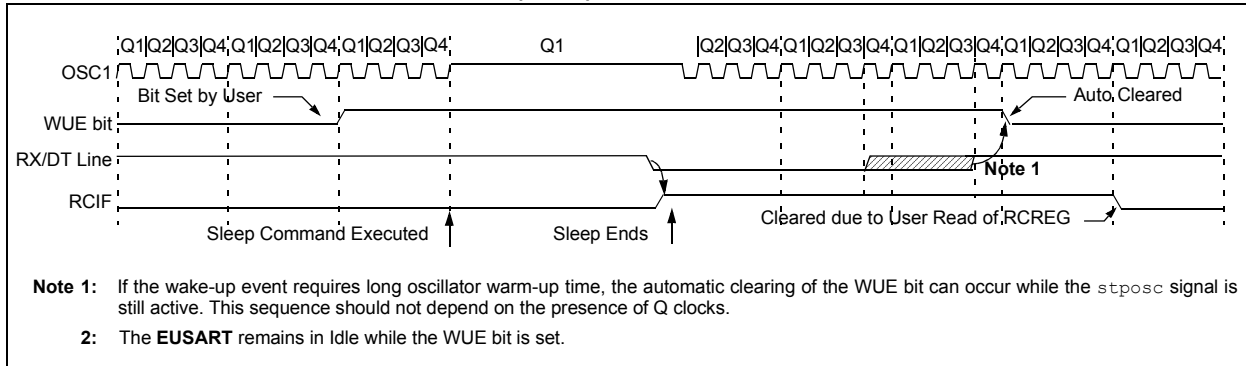 Q1|Q2|Q3|Q4 Q1|Q2|Q3|Q4 Q1|Q2|Q3|Q4 Q1 |Q2|Q3|Q4 Q1|Q2|Q3|Q4 Q1|Q2|Q3|Q4 Q1|Q2|Q3|Q4 Q1|Q2|Q3|Q4
OSC1
Bit Set by User Auto Cleared
WUE bit
RX/DT Line
Note 1
RCIF
Cleared due to User Read of RCREG
Sleep Command Executed Sleep Ends
Note 1: If the wake-up event requires long oscillator warm-up time, the automatic clearing of the WUE bit can occur while the stposc signal is
still active. This sequence should not depend on the presence of Q clocks.
2: The EUSART remains in Idle while the WUE bit is set.